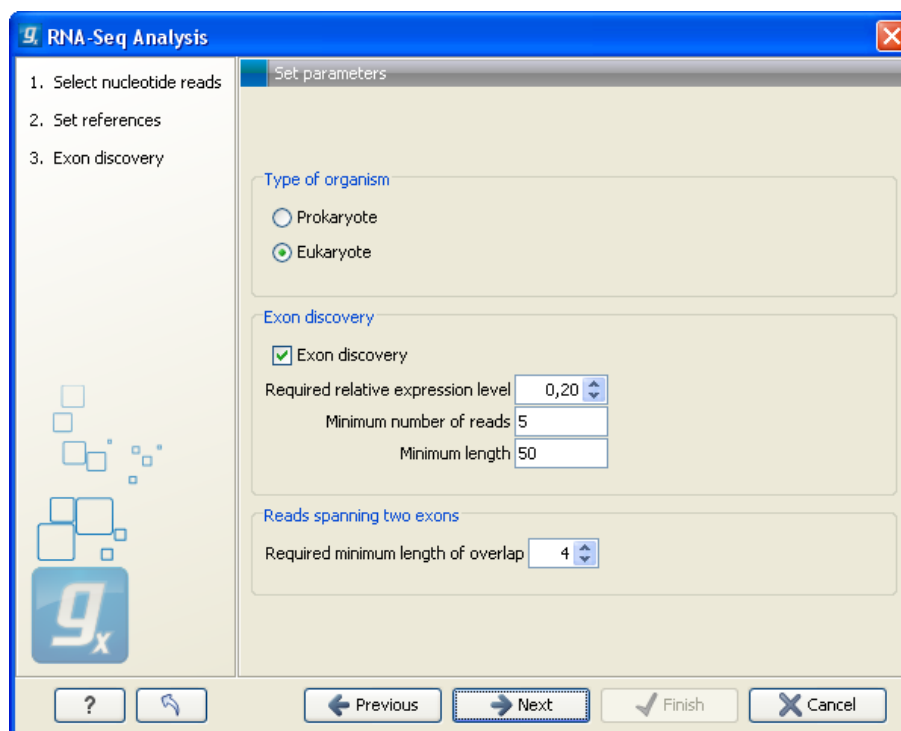 RNA-Seq Analysis
1. Select nucleotide reads
2. Set references
3. Exon discovery
Set parameters
Type of organism
Prokaryote
Eukaryote
Exon discovery
Exon discovery
Required relative expression level 0,20
Minimum number of reads 5
Minimum length 50
Reads spanning two exons
Required minimum length of overlap 4
gx
? Previous Next Finish Cancel